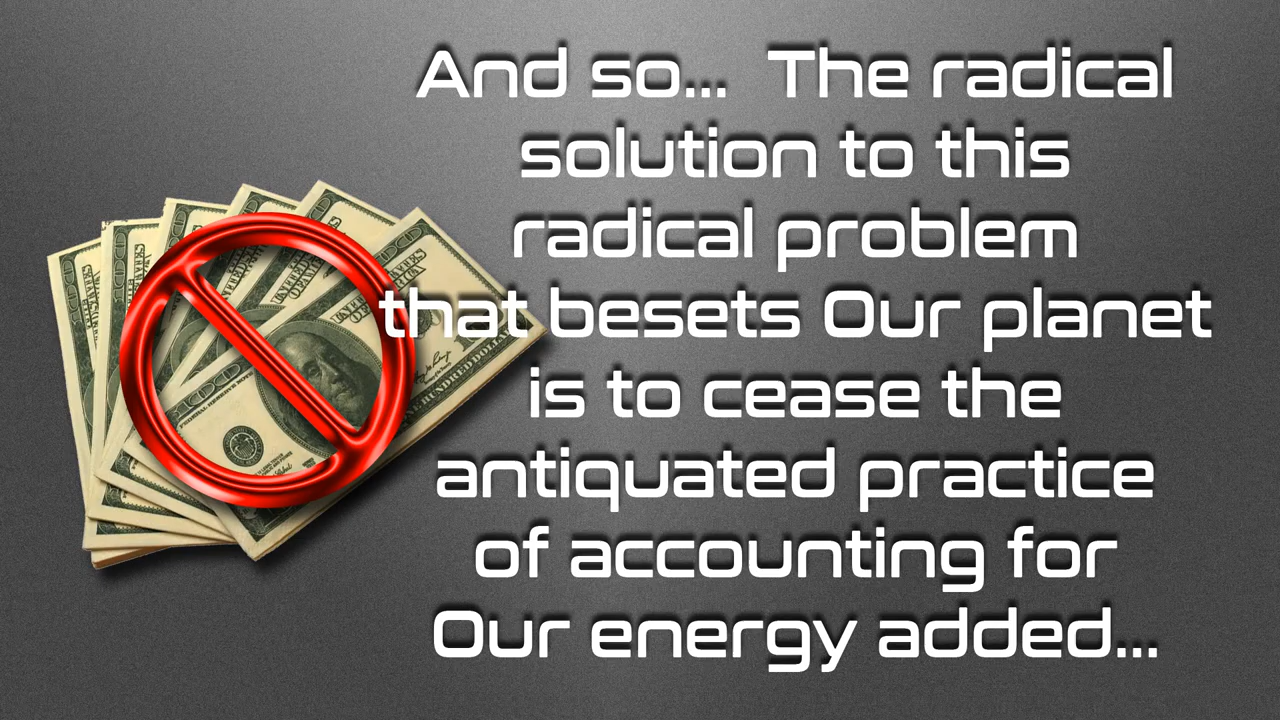 And so...  The radical
solution to this
radical problem
that besets Our planet
is to cease the
antiquated practice
of accounting for
Our energy added...